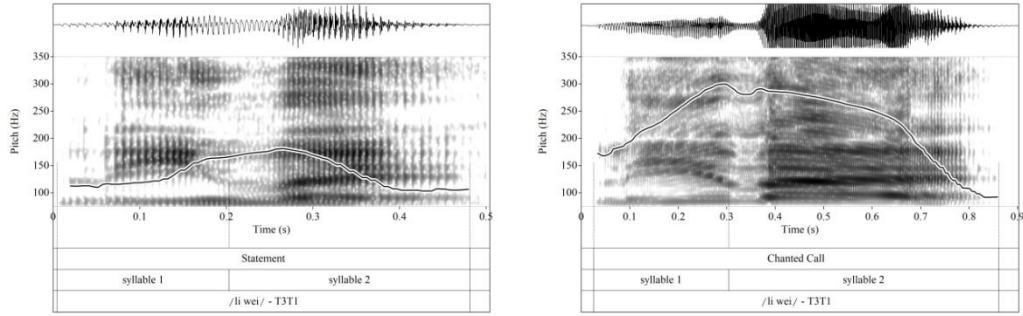 350
300
250
200
150
100
Pitch (Hz)
0 0.1 0.2 0.3 0.4 0.5
Time (s)
Statement
syllable 1 syllable 2
/li wei/ - T3T1
350
300
250
200
150
100
Pitch (Hz)
0 0.1 0.2 0.3 0.4 0.5 0.6 0.7 0.8 0.9
Time (s)
Chanted Call
syllable 1 syllable 2
/li wei/ - T3T1